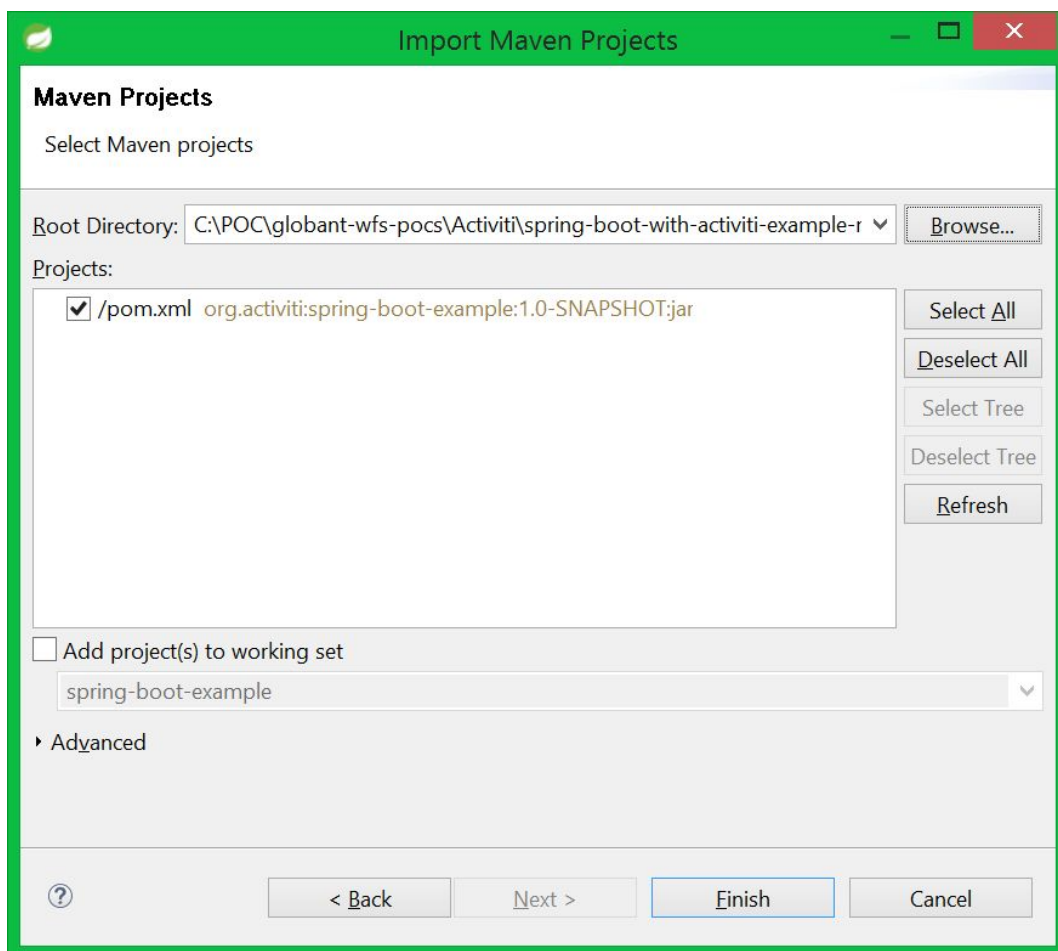 Import Maven Projects
Maven Projects
Select Maven projects
Root Directory: C:\POC\globant-wfs-pocs\Activiti\spring-boot-with-activiti-example-r Browse...
Projects:
/pom.xml org.activiti:spring-boot-example:1.0-SNAPSHOT:jar
Select All
Deselect All
Select Tree
Deselect Tree
Refresh
Add project(s) to working set
spring-boot-example
Advanced
? < Back Next > Finish Cancel